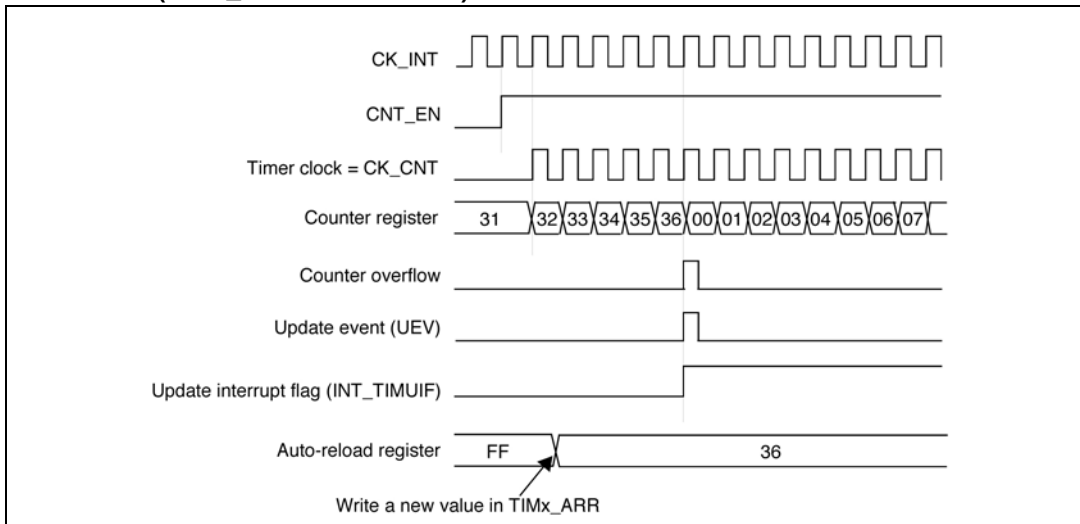 CK_INT
CNT_EN
Timer clock = CK_CNT
Counter register 31 32 33 34 35 36 00 01 02 03 04 05 06 07
Counter overflow
Update event (UEV)
Update interrupt flag (INT_TIMUIF)
Auto-reload register FF 36
Write a new value in TIMx_ARR